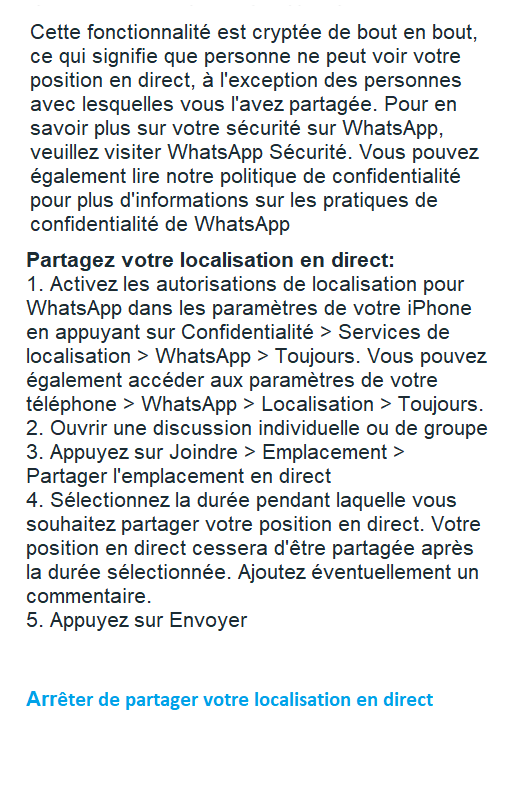 Cette fonctionnalité est cryptée de bout en bout,
ce qui signifie que personne ne peut voir votre
position en direct, à l'exception des personnes
avec lesquelles vous l'avez partagée. Pour en
savoir plus sur votre sécurité sur WhatsApp,
veuillez visiter WhatsApp Sécurité. Vous pouvez
également lire notre politique de confidentialité
pour plus d'informations sur les pratiques de
confidentialité de WhatsApp
Partagez votre localisation en direct:
1. Activez les autorisations de localisation pour
WhatsApp dans les paramètres de votre iPhone
en appuyant sur Confidentialité > Services de
localisation > WhatsApp > Toujours. Vous pouvez
également accéder aux paramètres de votre
téléphone > WhatsApp > Localisation > Toujours.
2. Ouvrir une discussion individuelle ou de groupe
3. Appuyez sur Joindre > Emplacement >
Partager l'emplacement en direct
4. Sélectionnez la durée pendant laquelle vous
souhaitez partager votre position en direct. Votre
position en direct cessera d'être partagée après
la durée sélectionnée. Ajoutez éventuellement un
commentaire.
5. Appuyez sur Envoyer
Arrêter de partager votre localisation en direct